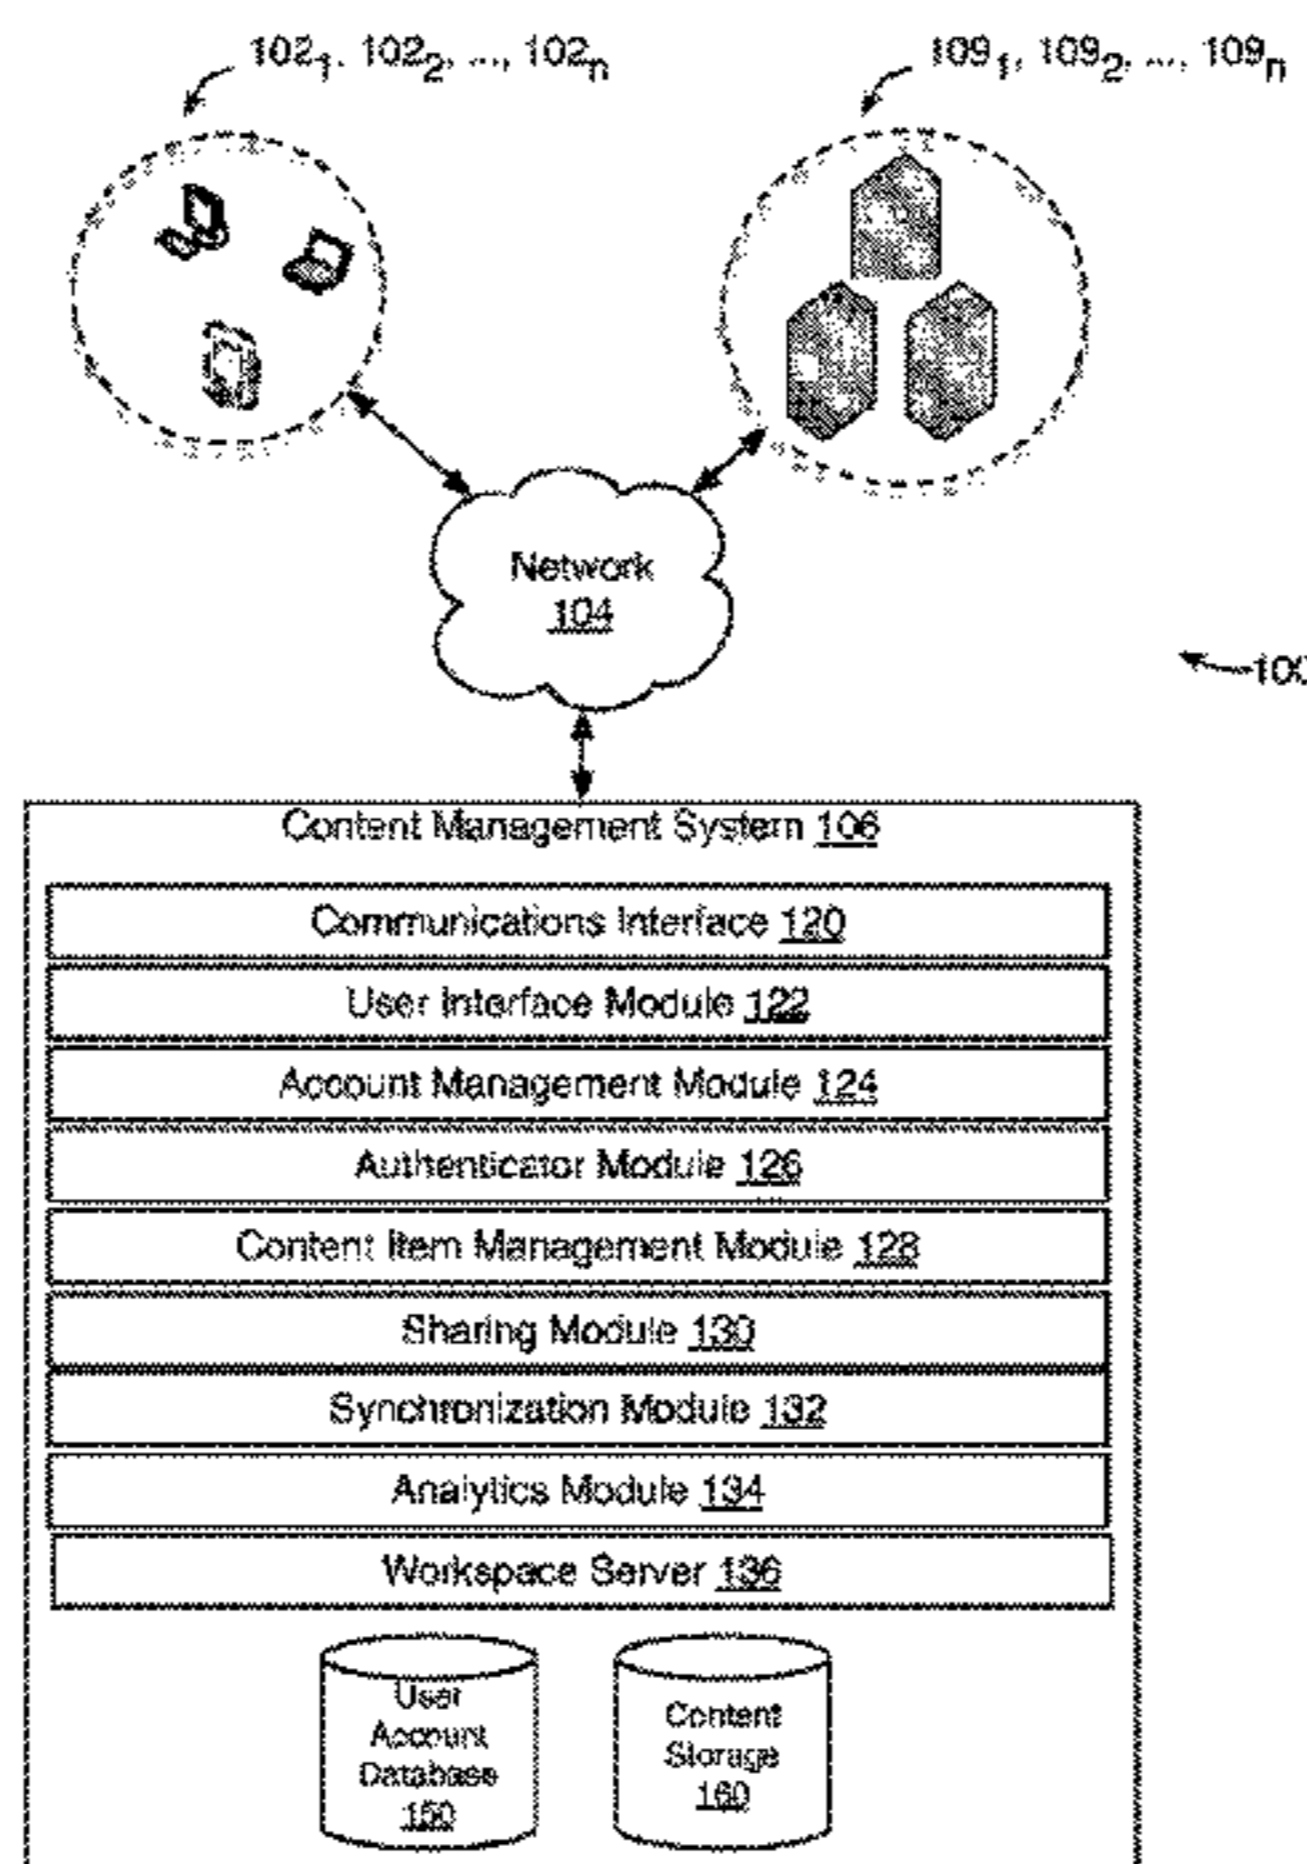 102₁, 102₂, ..., 102ₙ
109₁, 109₂, ..., 109ₙ
Network
104
100
Content Management System 106
Communications Interface 120
User Interface Module 122
Account Management Module 124
Authenticator Module 126
Content Item Management Module 128
Sharing Module 130
Synchronization Module 132
Analytics Module 134
Workspace Server 136
User
Account
Database
150
Content
Storage
160